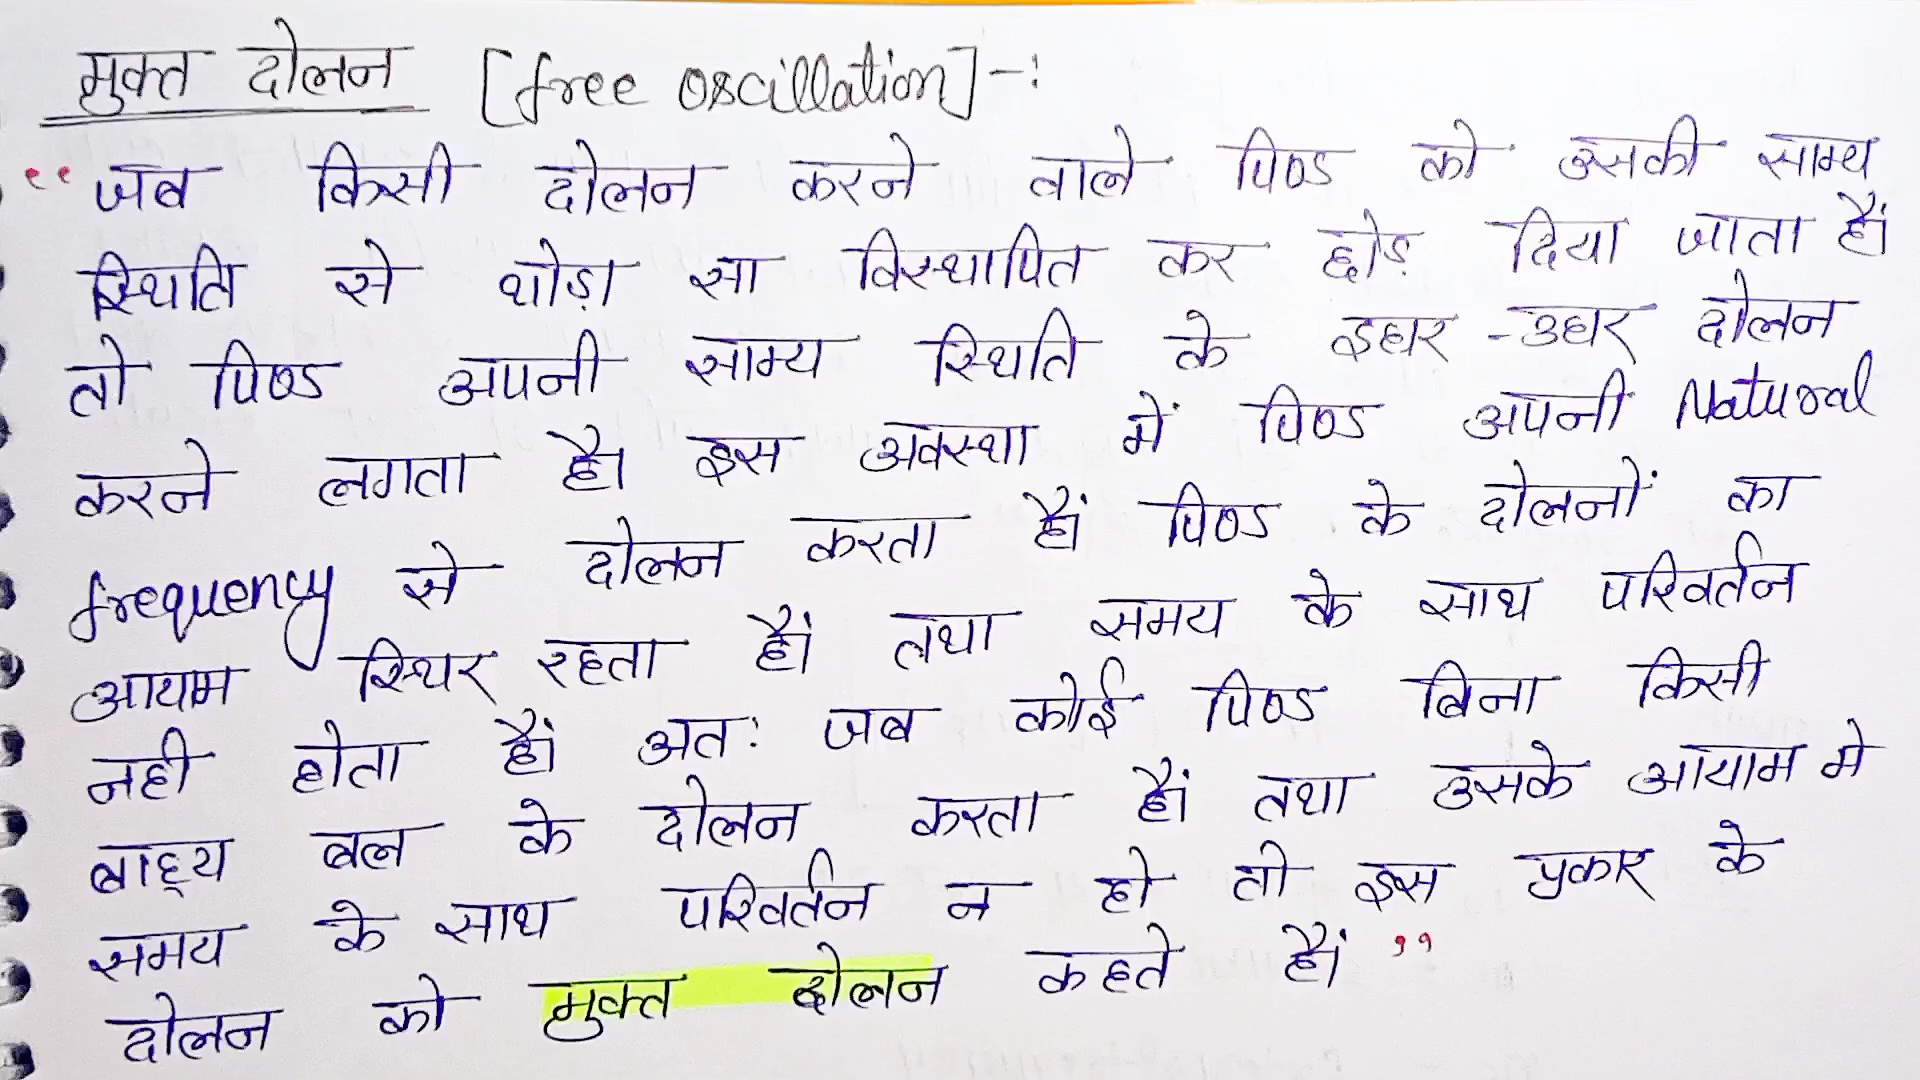 मुक्त दोलन [free oscillation] -:
“ जब किसी दोलन करने वाले पिण्ड को उसकी साम्य
स्थिति से थोड़ा सा विस्थापित कर छोड़ दिया जाता हैं
तो पिण्ड अपनी साम्य स्थिति के इधर - उधर दोलन
करने लगता है। इस अवस्था में पिण्ड अपनी Natural
frequency से दोलन करता हैं। पिण्ड के दोलनों का
आयाम स्थिर रहता हैं। तथा समय के साथ परिवर्तन
नही होता हैं। अतः जब कोई पिण्ड बिना किसी
बाह्य बल के दोलन करता हैं। तथा उसके आयाम मे
समय के साथ परिवर्तन न हो तो इस प्रकार के
दोलन को मुक्त दोलन कहते हैं। ”